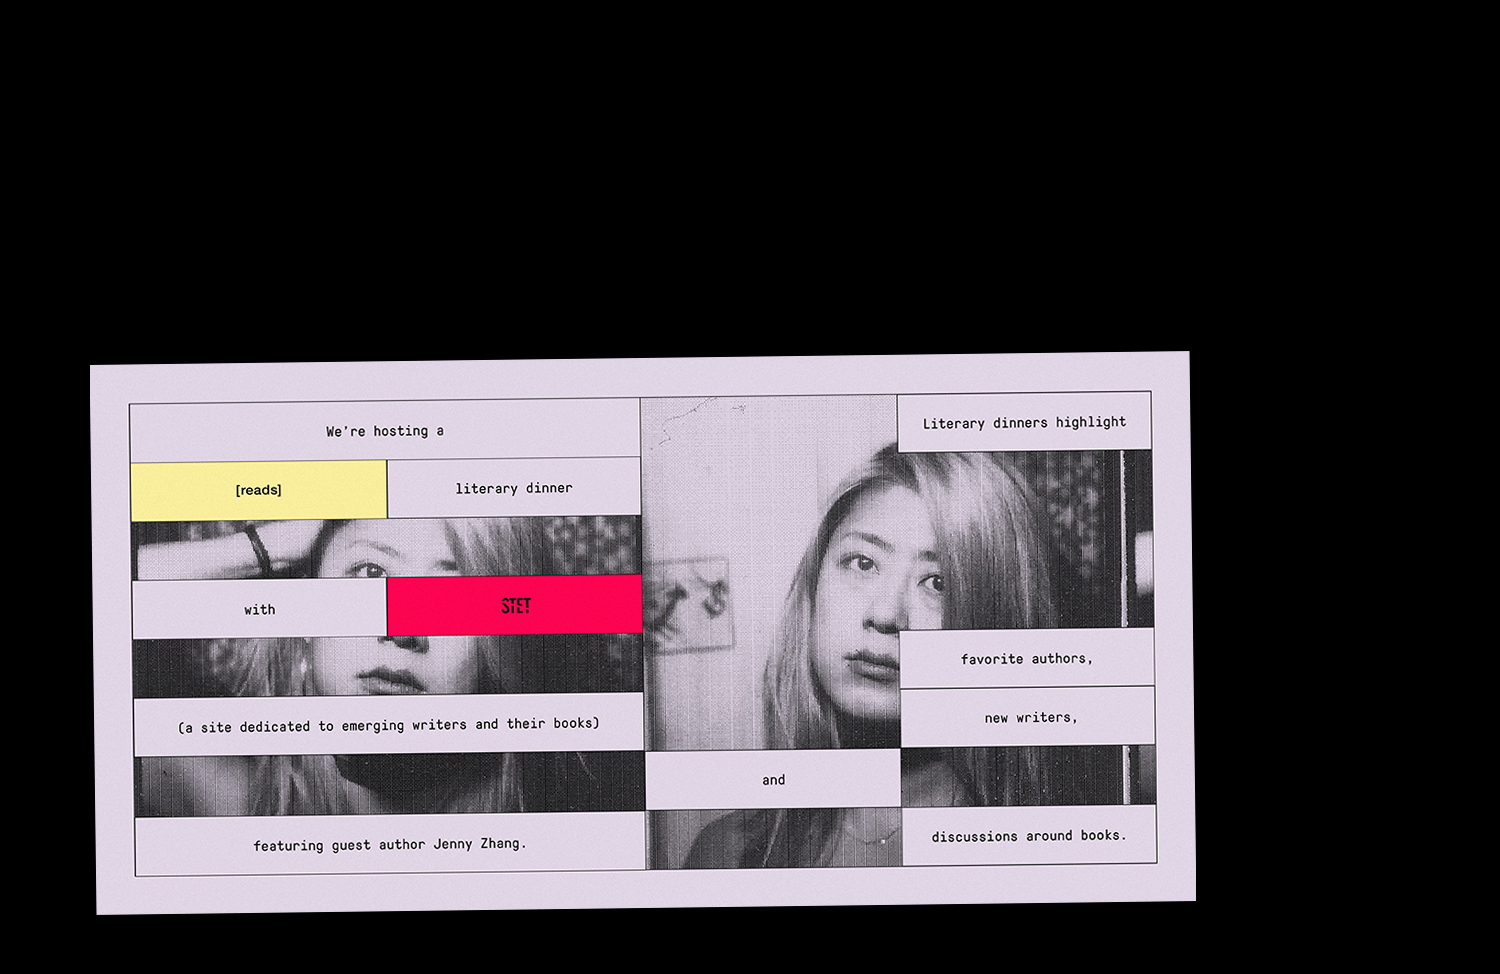 We're hosting a
[reads]
literary dinner
with
STET
(a site dedicated to emerging writers and their books)
featuring guest author Jenny Zhang.
Literary dinners highlight
favorite authors,
new writers,
and
discussions around books.